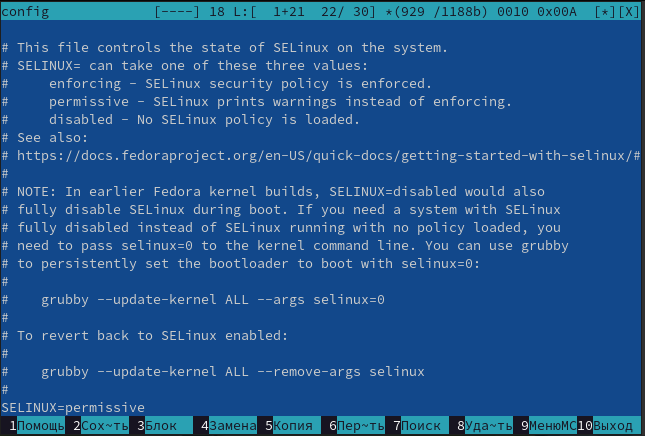 config [----] 18 L:[ 1+21 22/ 30] *(929 /1188b) 0010 0x00A [*][X]
# This file controls the state of SELinux on the system.
# SELINUX= can take one of these three values:
# enforcing - SELinux security policy is enforced.
# permissive - SELinux prints warnings instead of enforcing.
# disabled - No SELinux policy is loaded.
# See also:
# https://docs.fedoraproject.org/en-US/quick-docs/getting-started-with-selinux/#
#
# NOTE: In earlier Fedora kernel builds, SELINUX=disabled would also
# fully disable SELinux during boot. If you need a system with SELinux
# fully disabled instead of SELinux running with no policy loaded, you
# need to pass selinux=0 to the kernel command line. You can use grubby
# to persistently set the bootloader to boot with selinux=0:
#
# grubby --update-kernel ALL --args selinux=0
#
# To revert back to SELinux enabled:
#
# grubby --update-kernel ALL --remove-args selinux
#
SELINUX=permissive
1Помощь 2Сох~ть 3Блок 4Замена 5Копия 6Пер~ть 7Поиск 8Уда~ть 9МенюMC 10Выход